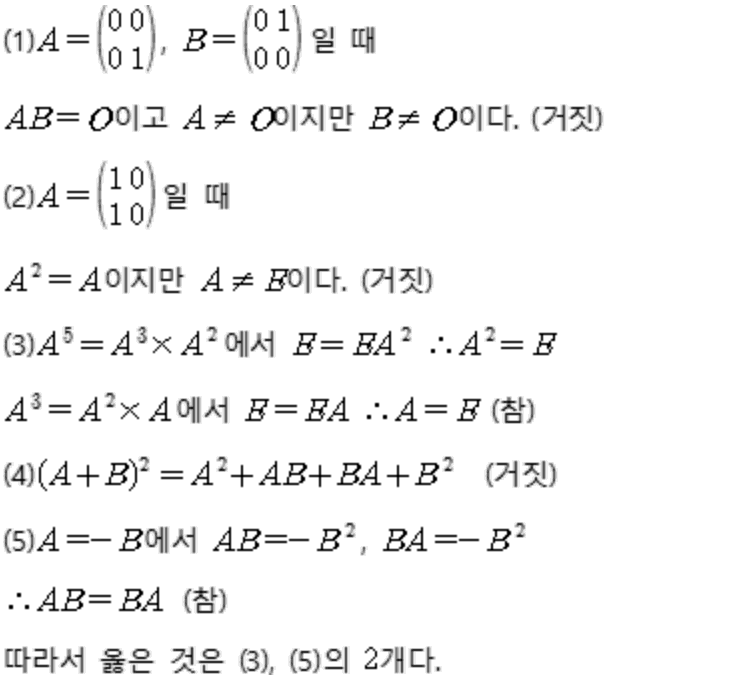 (1) A = (0 0 / 0 1), B = (0 1 / 0 0) 일 때
AB = O이고 A ≠ O이지만 B ≠ O이다. (거짓)
(2) A = (1 0 / 1 0) 일 때
A² = A이지만 A ≠ E이다. (거짓)
(3) A⁵ = A³ × A² 에서 E = EA² ∴ A² = E
A³ = A² × A 에서 E = EA ∴ A = E (참)
(4) (A+B)² = A² + AB + BA + B² (거짓)
(5) A = −B에서 AB = −B², BA = −B²
∴ AB = BA (참)
따라서 옳은 것은 (3), (5)의 2개다.